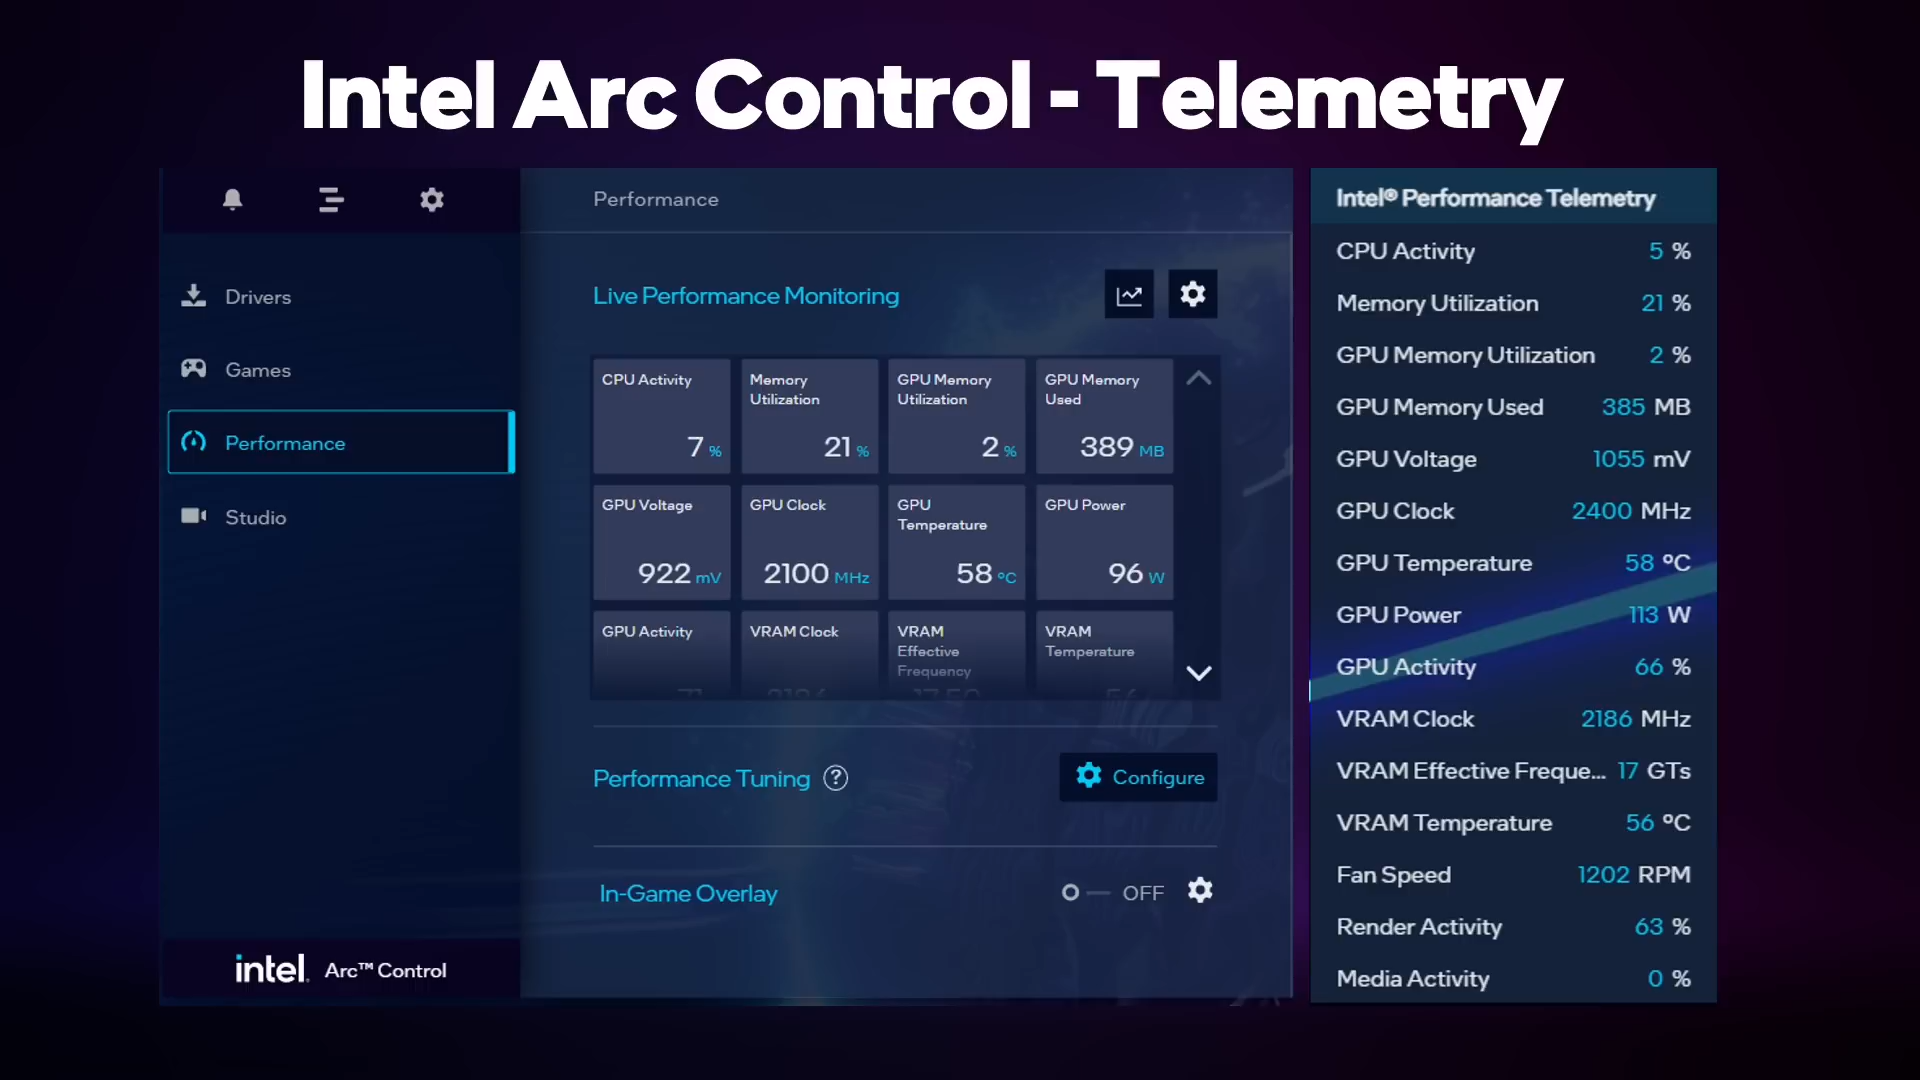 Intel Arc Control - Telemetry
Performance
Drivers
Games
Performance
Studio
intel. Arc™ Control
Live Performance Monitoring
CPU Activity
7 %
Memory
Utilization
21 %
GPU Memory
Utilization
2 %
GPU Memory
Used
389 MB
GPU Voltage
922 mV
GPU Clock
2100 MHz
GPU
Temperature
58 °C
GPU Power
96 W
GPU Activity
71
VRAM Clock
2186
VRAM
Effective
Frequency
17.50
VRAM
Temperature
56
Performance Tuning ?
Configure
In-Game Overlay
OFF
Intel® Performance Telemetry
CPU Activity 5 %
Memory Utilization 21 %
GPU Memory Utilization 2 %
GPU Memory Used 385 MB
GPU Voltage 1055 mV
GPU Clock 2400 MHz
GPU Temperature 58 °C
GPU Power 113 W
GPU Activity 66 %
VRAM Clock 2186 MHz
VRAM Effective Freque... 17 GTs
VRAM Temperature 56 °C
Fan Speed 1202 RPM
Render Activity 63 %
Media Activity 0 %